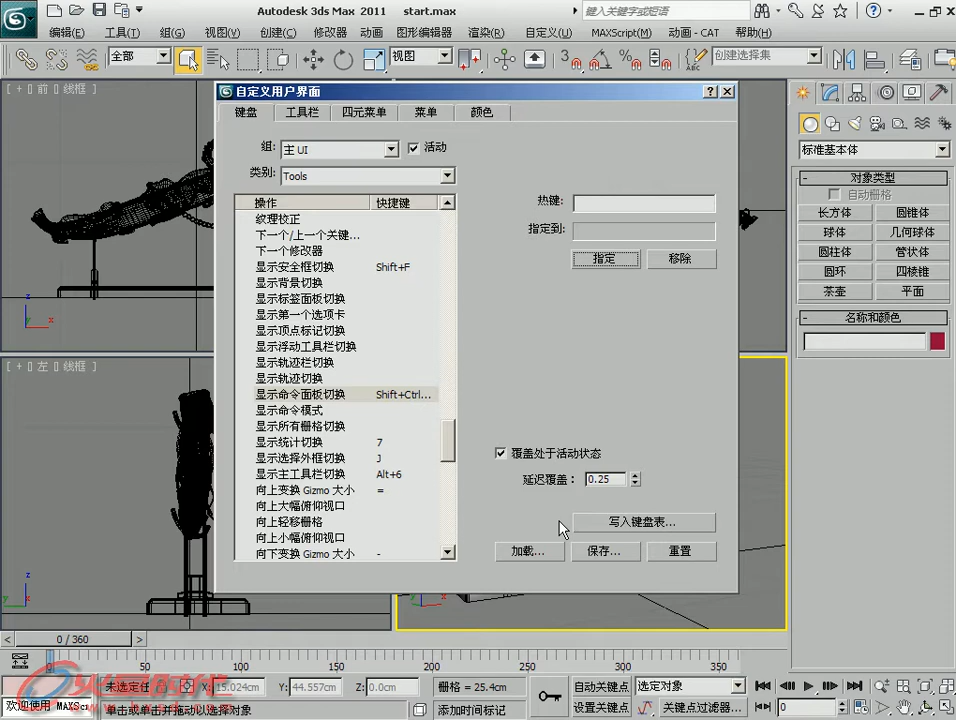 Autodesk 3ds Max 2011 start.max
键入关键字或短语
编辑(E) 工具(T) 组(G) 视图(V) 创建(C) 修改器 动画 图形编辑器 渲染(R) 自定义(U) MAXScript(M) 动画 - CAT 帮助(H)
全部 视图 3 创建选择集
[ + ][ 前 ][ 线框 ]
自定义用户界面
键盘 工具栏 四元菜单 菜单 颜色
组: 主 UI 活动
类别: Tools
操作 快捷键
纹理校正
下一个/上一个关键...
下一个修改器
显示安全框切换 Shift+F
显示背景切换
显示标签面板切换
显示第一个选项卡
显示顶点标记切换
显示浮动工具栏切换
显示轨迹栏切换
显示轨迹切换
显示命令面板切换 Shift+Ctrl...
显示命令模式
显示所有栅格切换
显示统计切换 7
显示选择外框切换 J
显示主工具栏切换 Alt+6
向上变换 Gizmo 大小 =
向上大幅俯仰视口
向上轻移栅格
向上小幅俯仰视口
向下变换 Gizmo 大小 -
热键:
指定到:
指定 移除
覆盖处于活动状态
延迟覆盖: 0.25
写入键盘表...
加载... 保存... 重置
标准基本体
对象类型
自动栅格
长方体 圆锥体
球体 几何球体
圆柱体 管状体
圆环 四棱锥
茶壶 平面
名称和颜色
z
y x
[ + ][ 左 ][ 线框 ]
z
y x
0 / 360
0 50 100 150 200 250 300 350
未选定任 X: 15.024cm Y: 44.557cm Z: 0.0cm 栅格 = 25.4cm 自动关键点 选定对象
欢迎使用 MAXScr 单击或单击并拖动以选择对象 添加时间标记 设置关键点 关键点过滤器... 0